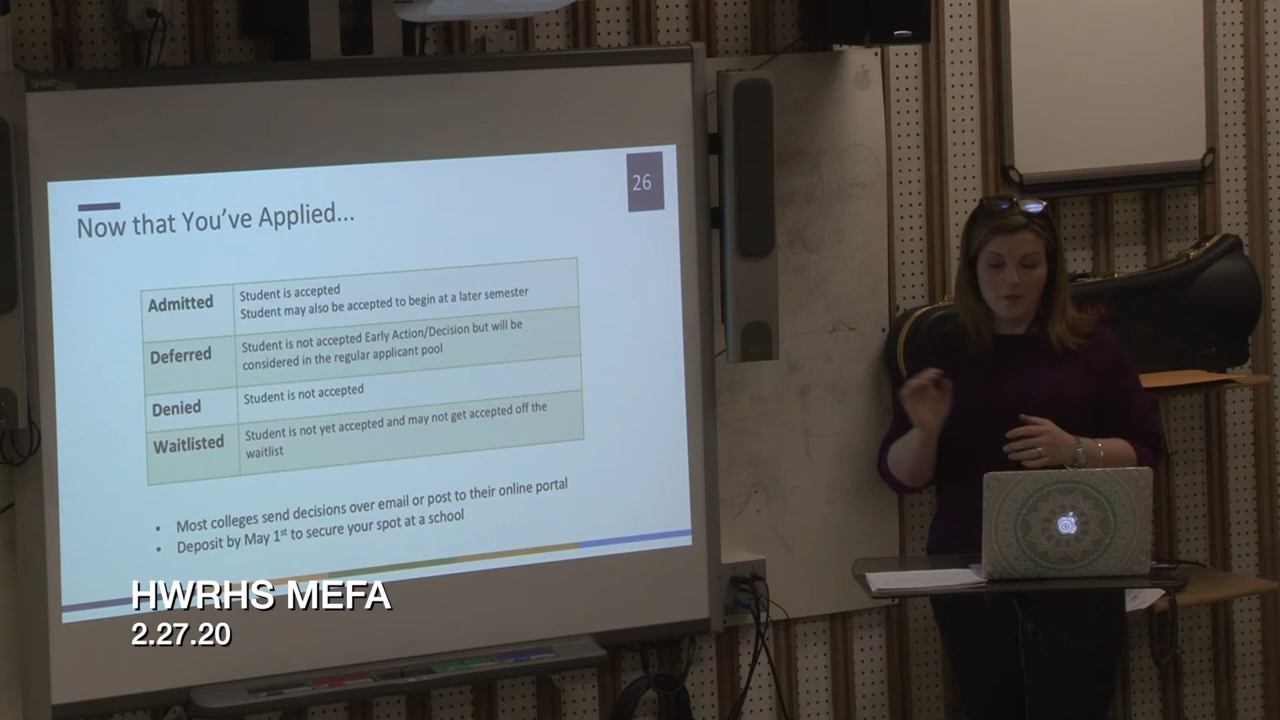 26
Now that You've Applied...
Admitted
Student is accepted
Student may also be accepted to begin at a later semester
Deferred
Student is not accepted Early Action/Decision but will be
considered in the regular applicant pool
Denied
Student is not accepted
Waitlisted
Student is not yet accepted and may not get accepted off the
waitlist
• Most colleges send decisions over email or post to their online portal
• Deposit by May 1st to secure your spot at a school
HWRHS MEFA
2.27.20